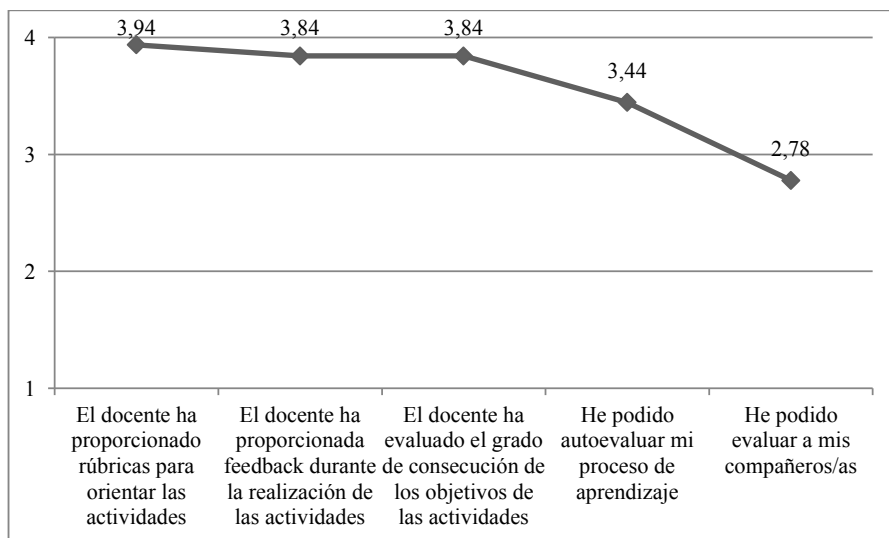 3,94
3,84
3,84
3,44
2,78
4
3
2
1
El docente ha
proporcionado
rúbricas para
orientar las
actividades
El docente ha
proporcionada
feedback durante
la realización de
las actividades
El docente ha
evaluado el grado
de consecución de
los objetivos de
las actividades
He podido
autoevaluar mi
proceso de
aprendizaje
He podido
evaluar a mis
compañeros/as